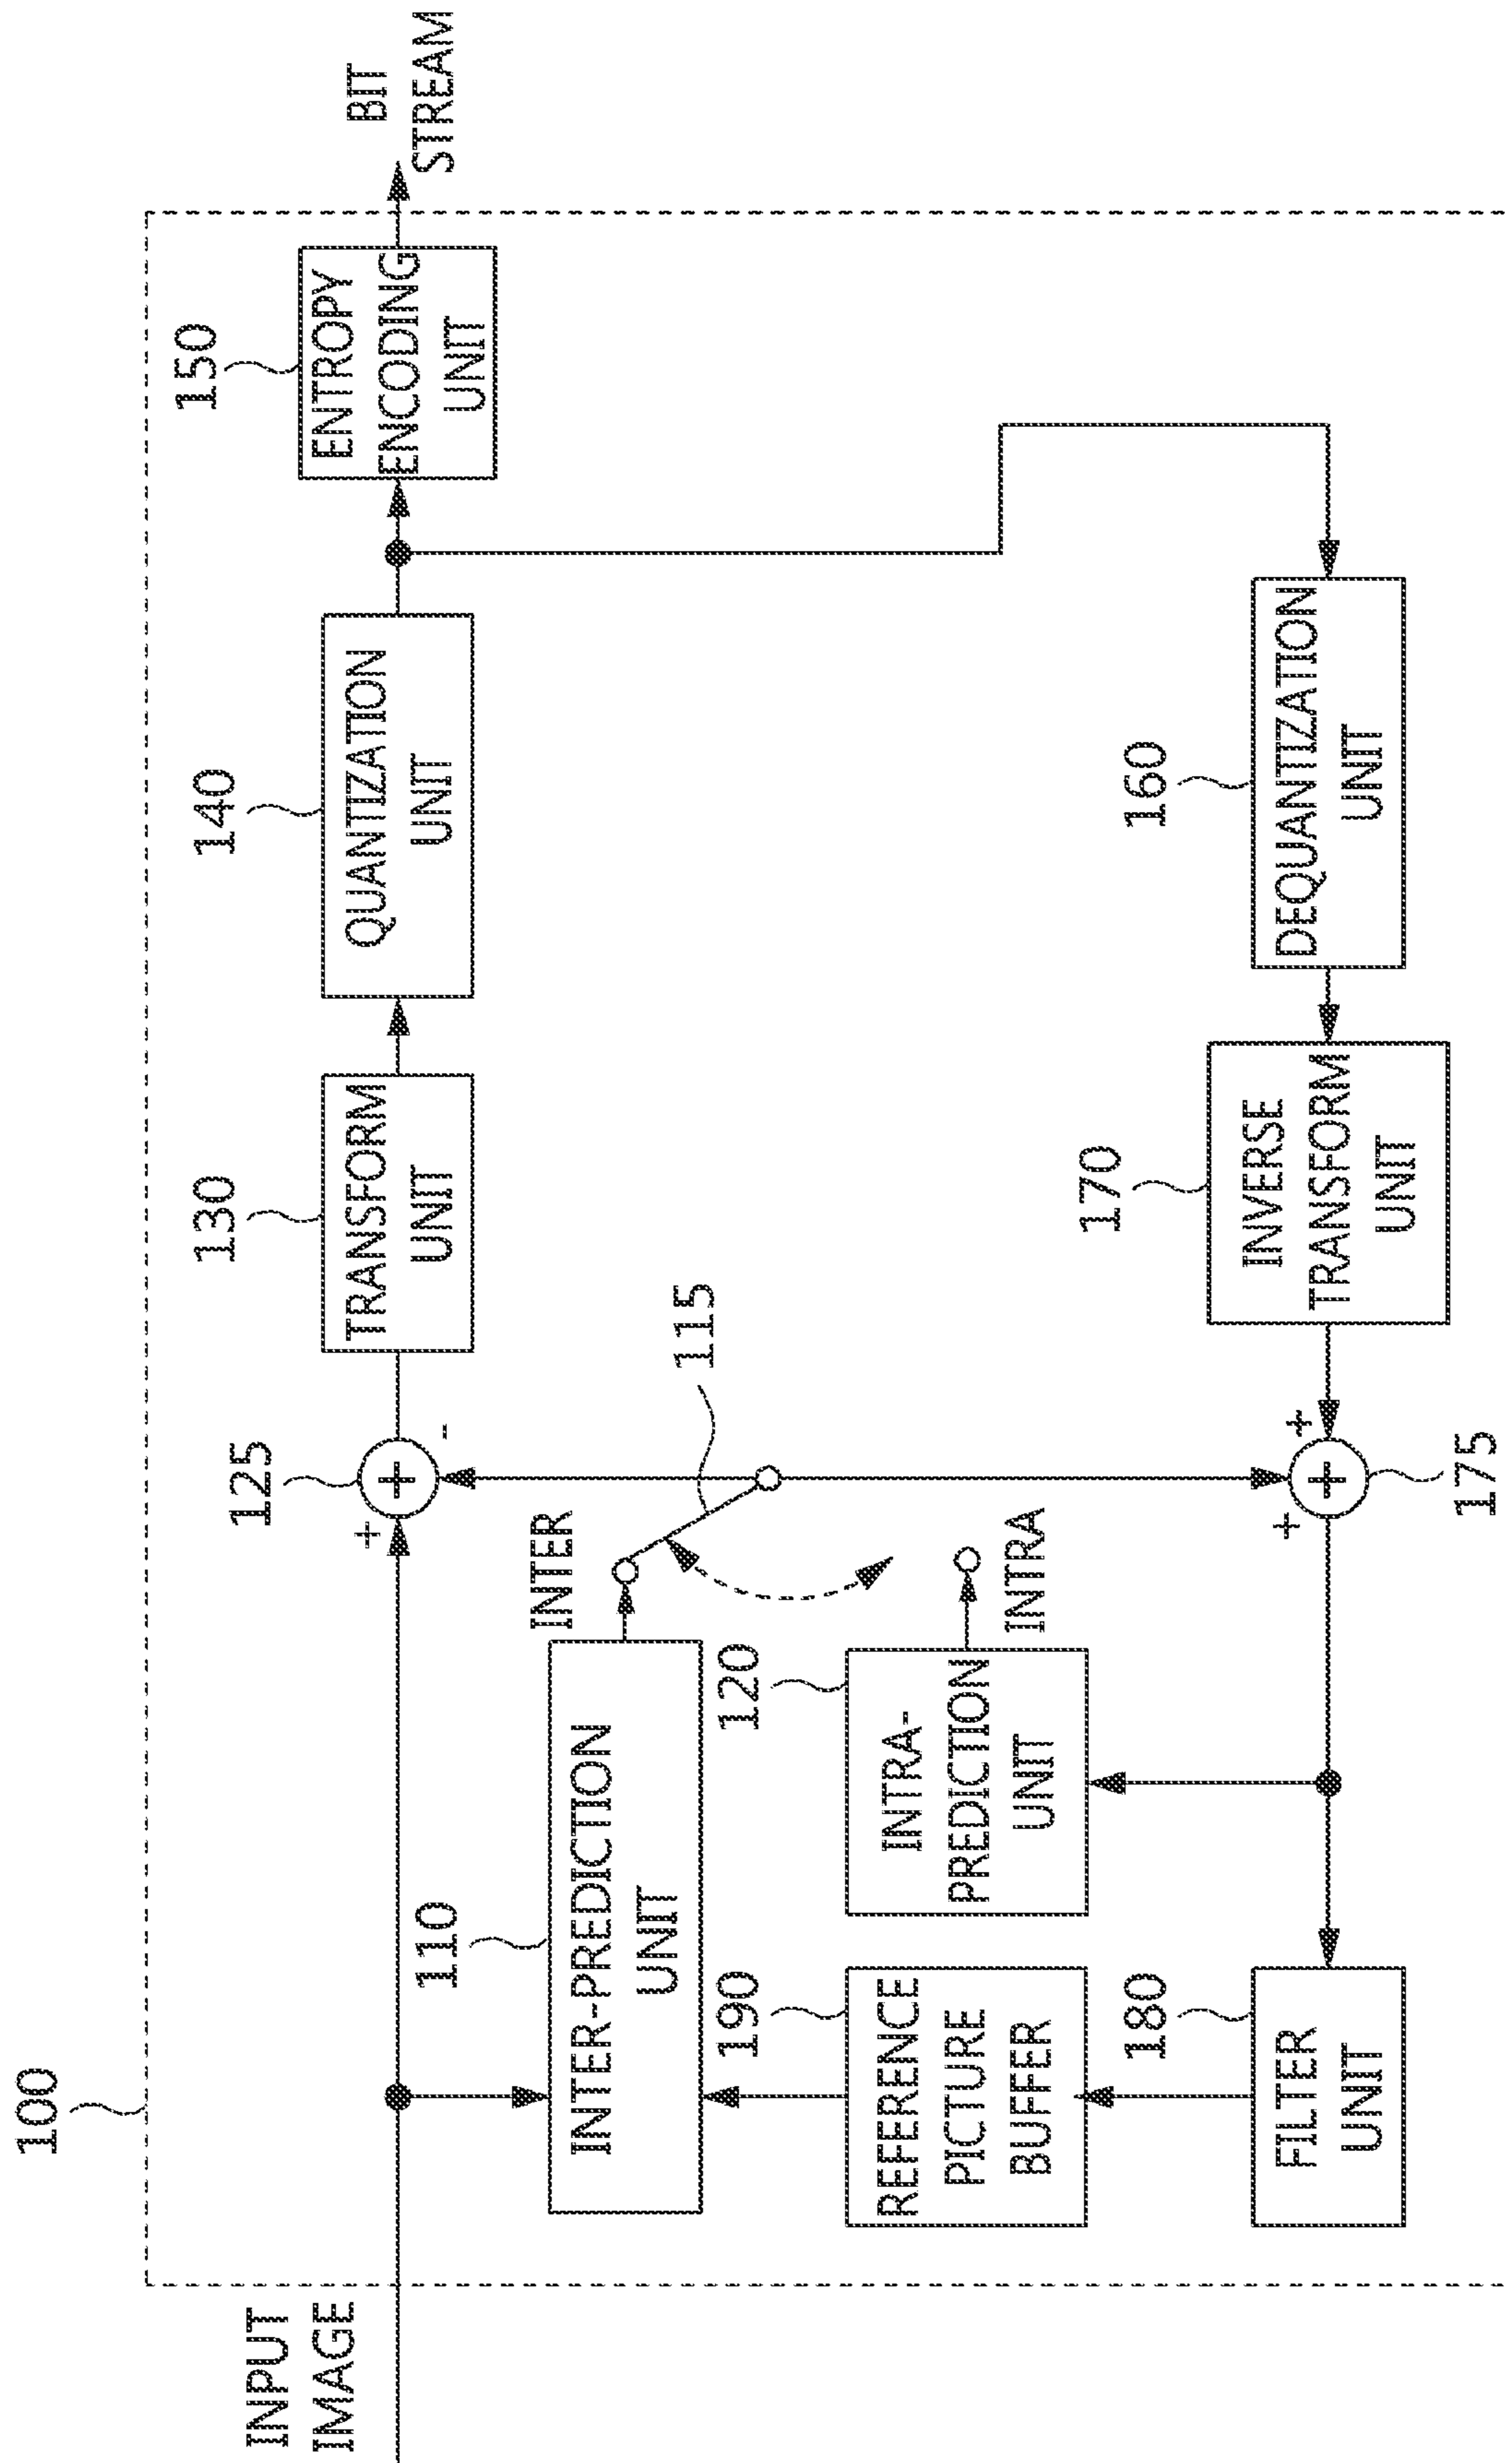 100
INPUT
IMAGE
125
+
+
-
130
TRANSFORM
UNIT
140
QUANTIZATION
UNIT
150
ENTROPY
ENCODING
UNIT
BIT
STREAM
110
INTER-PREDICTION
UNIT
INTER
115
190
REFERENCE
PICTURE
BUFFER
120
INTRA-
PREDICTION
UNIT
INTRA
180
FILTER
UNIT
+
+
+
175
170
INVERSE
TRANSFORM
UNIT
160
DEQUANTIZATION
UNIT